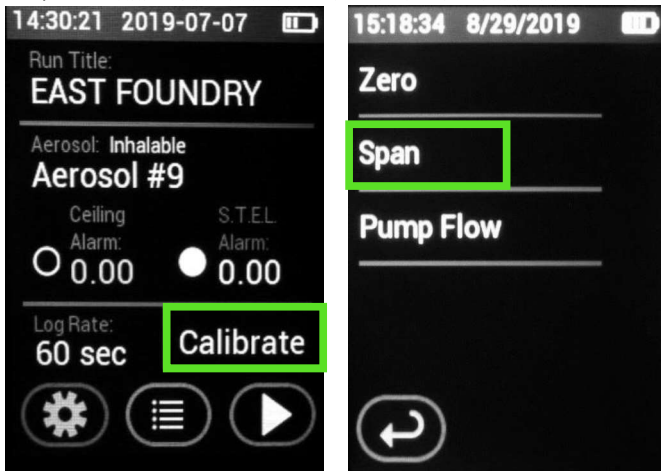 14:30:21 2019-07-07
Run Title:
EAST FOUNDRY
Aerosol: Inhalable
Aerosol #9
Ceiling
Alarm:
0.00
S.T.E.L.
Alarm:
0.00
Log Rate:
60 sec
Calibrate
15:18:34 8/29/2019
Zero
Span
Pump Flow